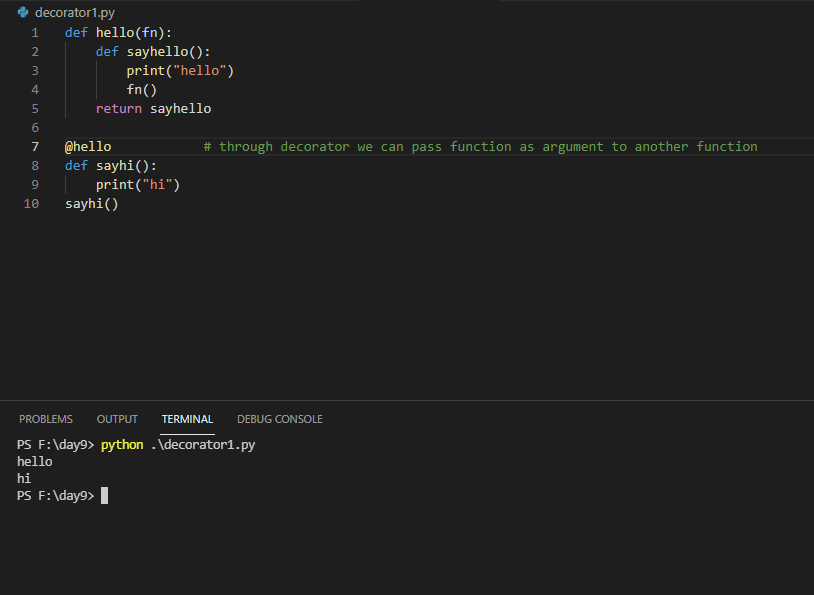 decorator1.py
1 def hello(fn):
2     def sayhello():
3         print("hello")
4         fn()
5     return sayhello
6
7 @hello            # through decorator we can pass function as argument to another function
8 def sayhi():
9     print("hi")
10 sayhi()
PROBLEMS OUTPUT TERMINAL DEBUG CONSOLE
PS F:\day9> python .\decorator1.py
hello
hi
PS F:\day9>